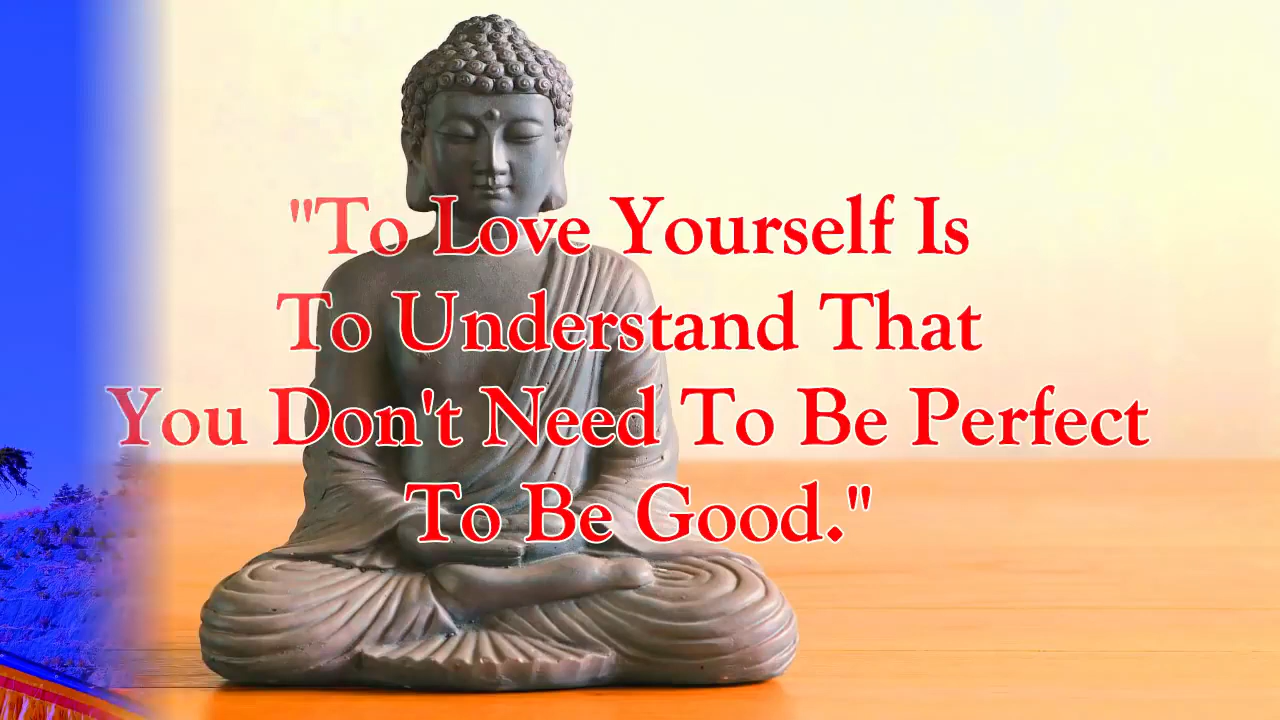 "To Love Yourself Is
To Understand That
You Don't Need To Be Perfect
To Be Good."